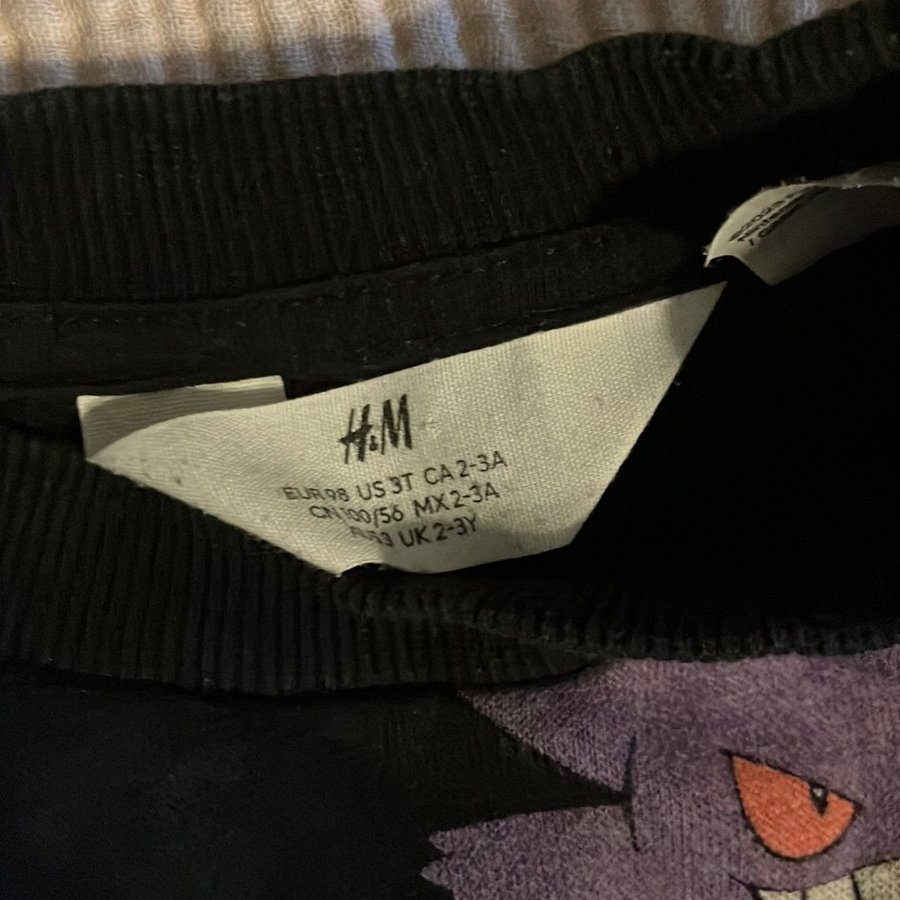 H&M
EUR 98 US 3T CA 2-3A
CN 100/56 MX 2-3A
UK 2-3Y